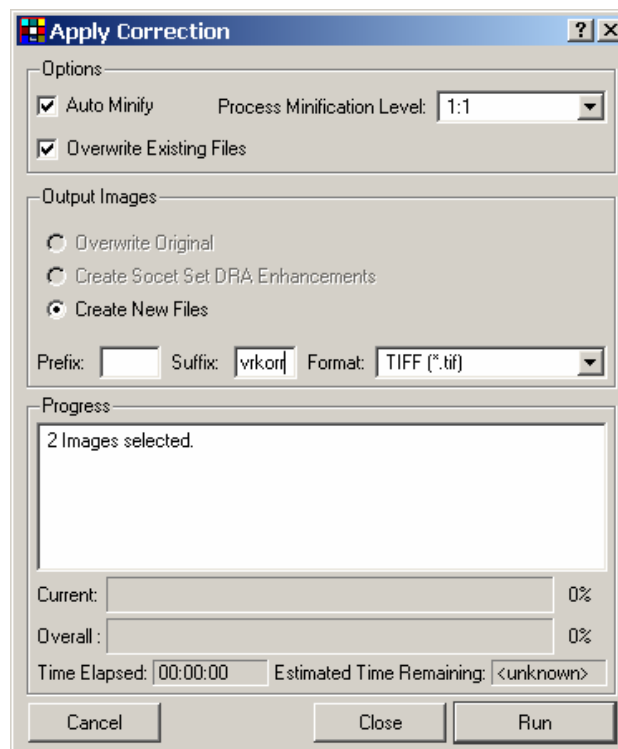 Apply Correction
Options
Auto Minify Process Minification Level: 1:1
Overwrite Existing Files
Output Images
Overwrite Original
Create Socet Set DRA Enhancements
Create New Files
Prefix: Suffix: vrkorr Format: TIFF (*.tif)
Progress
2 Images selected.
Current: 0%
Overall : 0%
Time Elapsed: 00:00:00 Estimated Time Remaining: <unknown>
Cancel Close Run